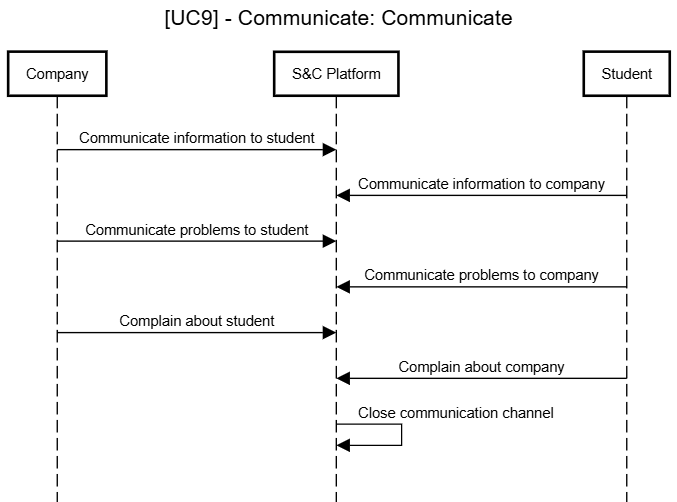 [UC9] - Communicate: Communicate
Company
S&C Platform
Student
Communicate information to student
Communicate information to company
Communicate problems to student
Communicate problems to company
Complain about student
Complain about company
Close communication channel